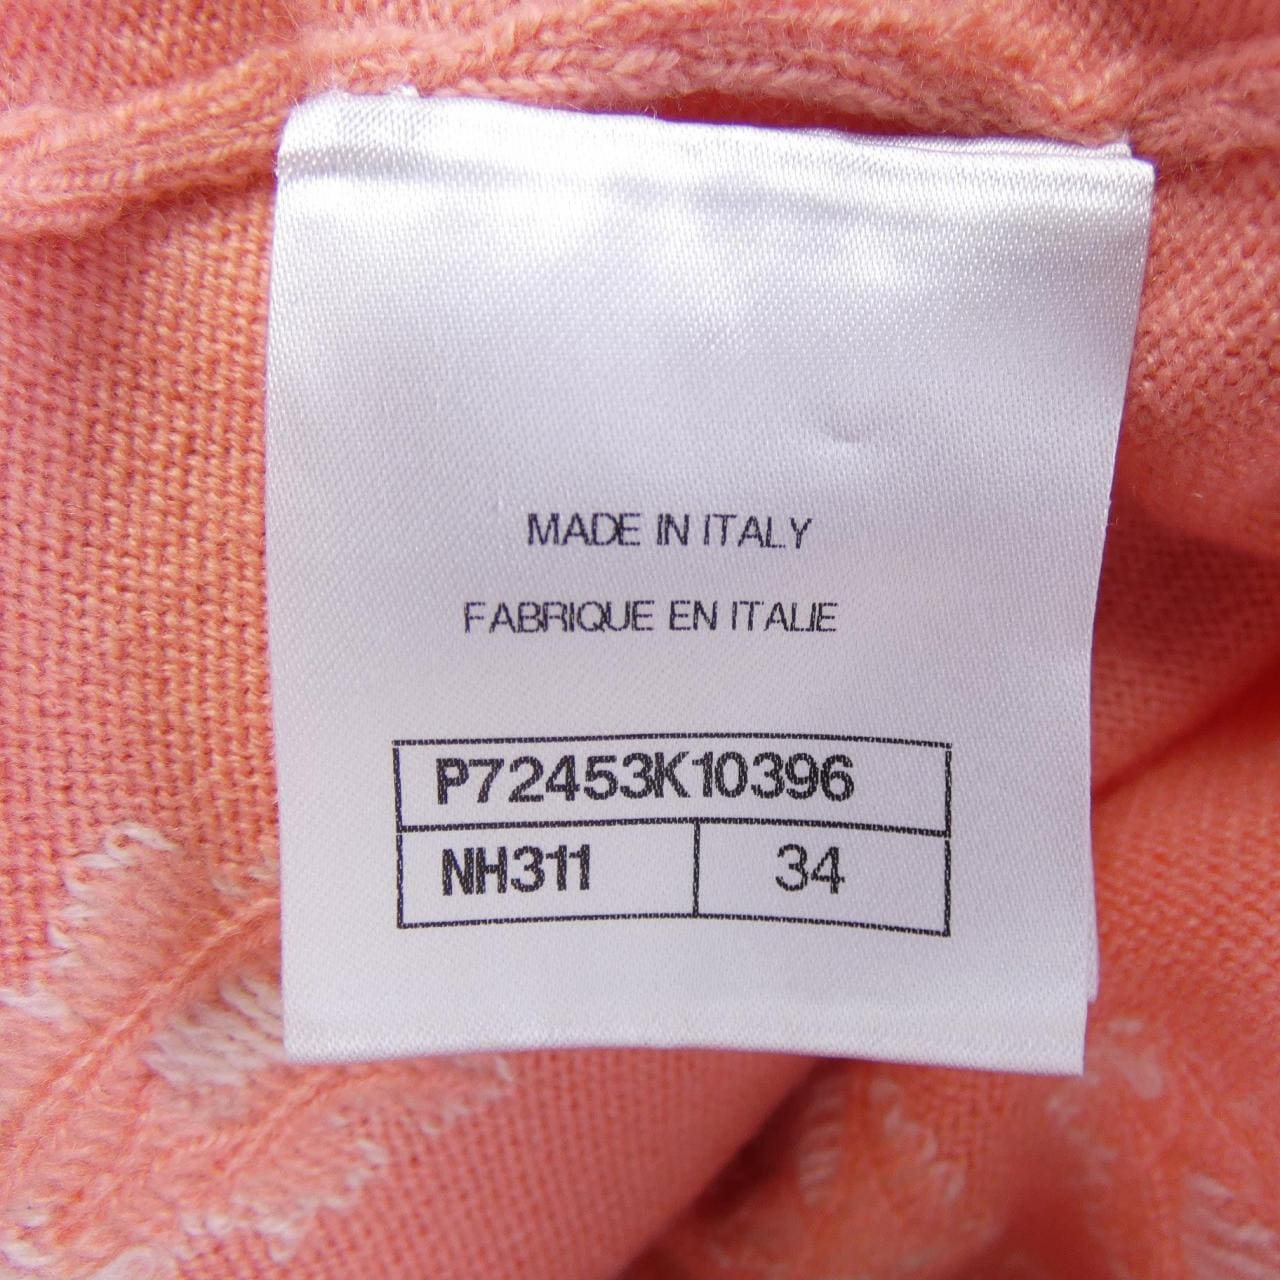 MADE IN ITALY
FABRIQUE EN ITALIE
P72453K10396
NH311 34